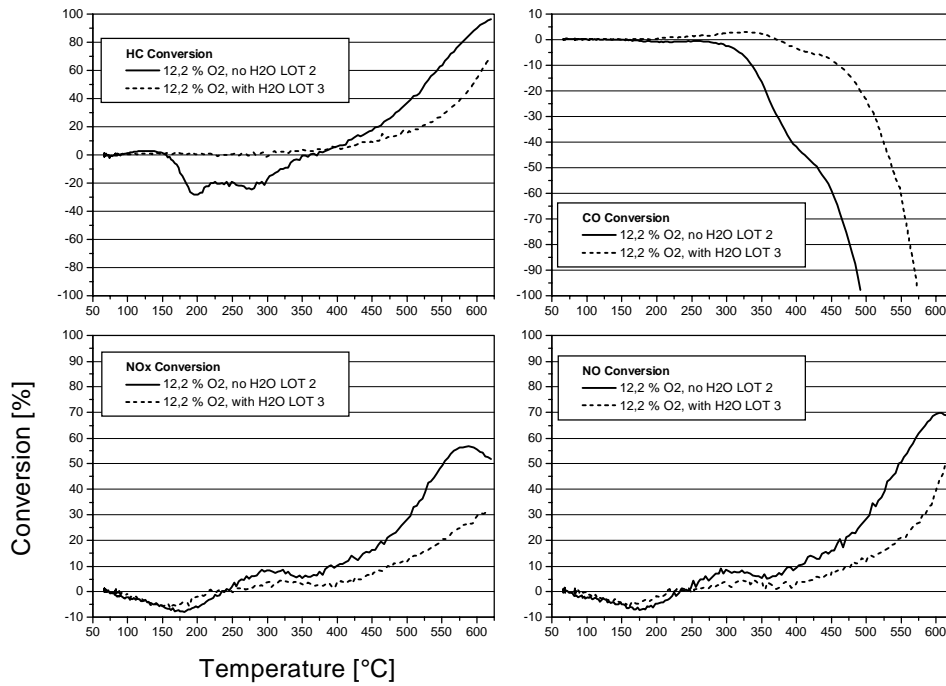 100
80
60
40
20
0
-20
-40
-60
-80
-100
50 100 150 200 250 300 350 400 450 500 550 600
HC Conversion
12,2 % O2, no H2O LOT 2
12,2 % O2, with H2O LOT 3
10
0
-10
-20
-30
-40
-50
-60
-70
-80
-90
-100
50 100 150 200 250 300 350 400 450 500 550 600
CO Conversion
12,2 % O2, no H2O LOT 2
12,2 % O2, with H2O LOT 3
100
90
80
70
60
50
40
30
20
10
0
-10
50 100 150 200 250 300 350 400 450 500 550 600
NOx Conversion
12,2 % O2, no H2O LOT 2
12,2 % O2, with H2O LOT 3
100
90
80
70
60
50
40
30
20
10
0
-10
50 100 150 200 250 300 350 400 450 500 550 600
NO Conversion
12,2 % O2, no H2O LOT 2
12,2 % O2, with H2O LOT 3
Conversion [%]
Temperature [°C]